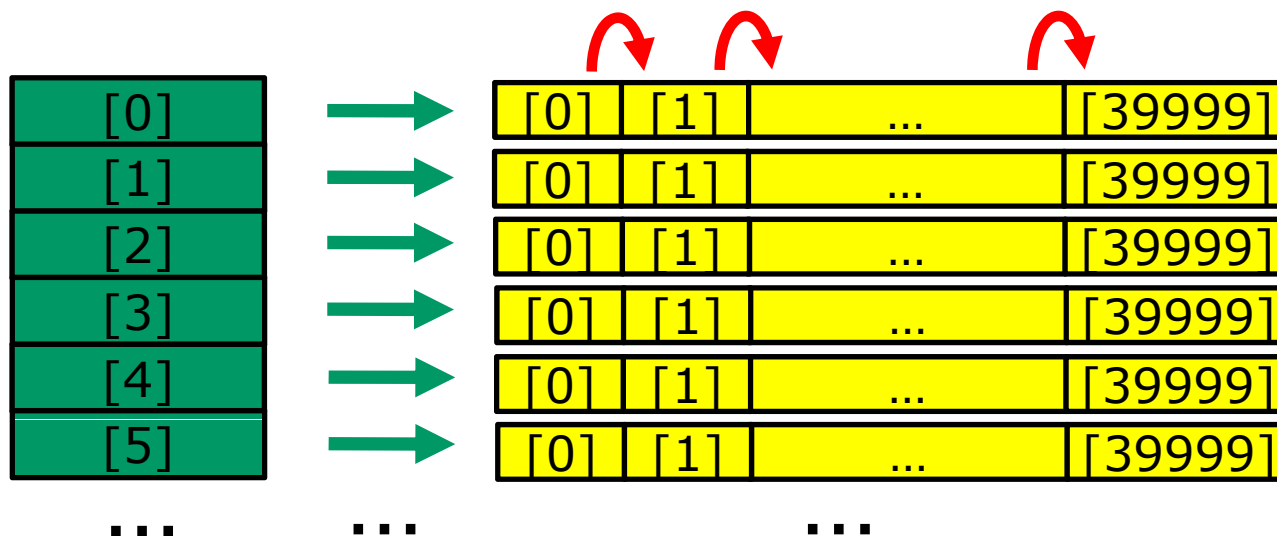 [0] [0] [1] ... [39999]
[1] [0] [1] ... [39999]
[2] [0] [1] ... [39999]
[3] [0] [1] ... [39999]
[4] [0] [1] ... [39999]
[5] [0] [1] ... [39999]
... ... ...